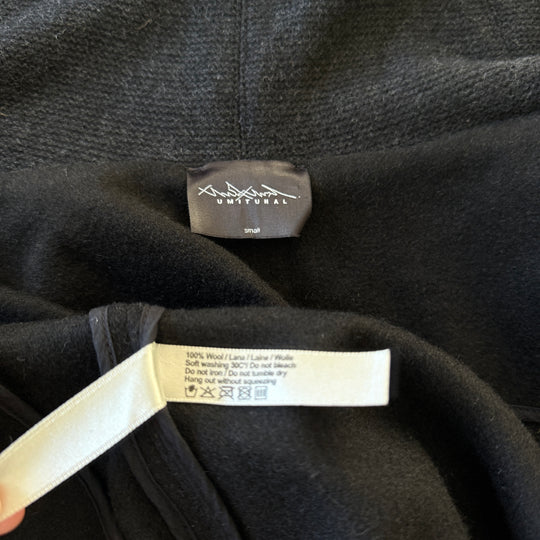 UMITURAL
small
100% Wool / Lana / Laine / Wolle
Soft washing 30C°/ Do not bleach
Do not iron / Do not tumble dry
Hang out without squeezing